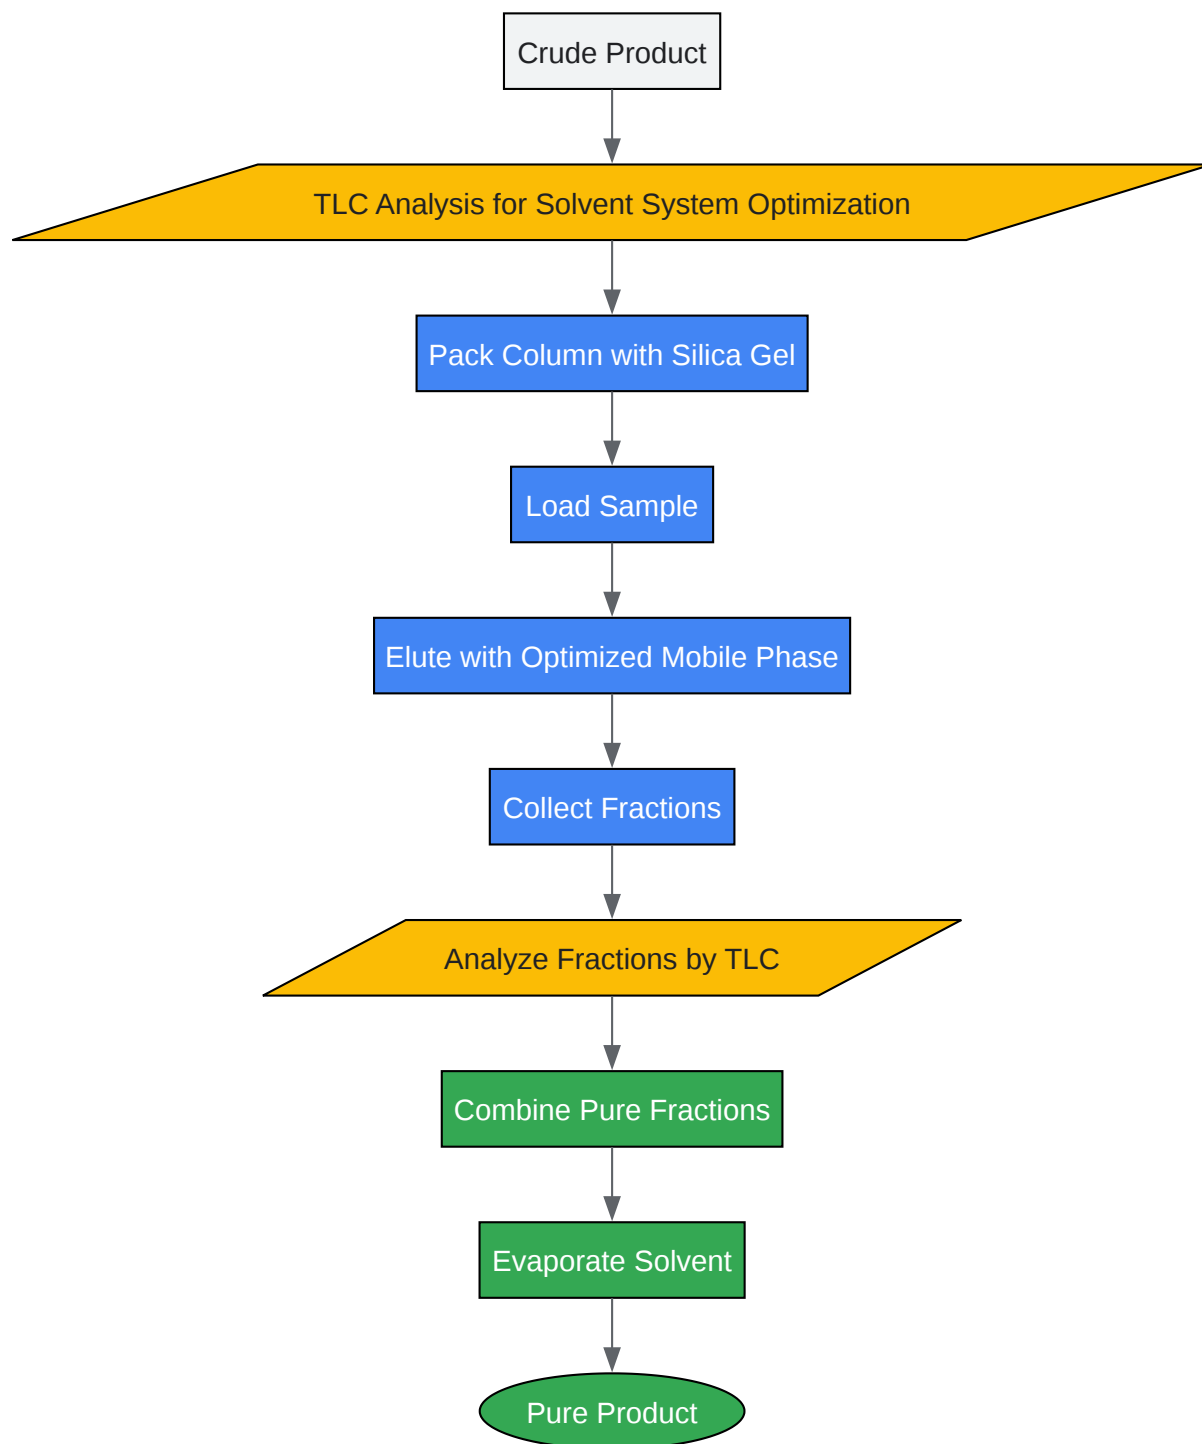 Crude Product
TLC Analysis for Solvent System Optimization
Pack Column with Silica Gel
Load Sample
Elute with Optimized Mobile Phase
Collect Fractions
Analyze Fractions by TLC
Combine Pure Fractions
Evaporate Solvent
Pure Product